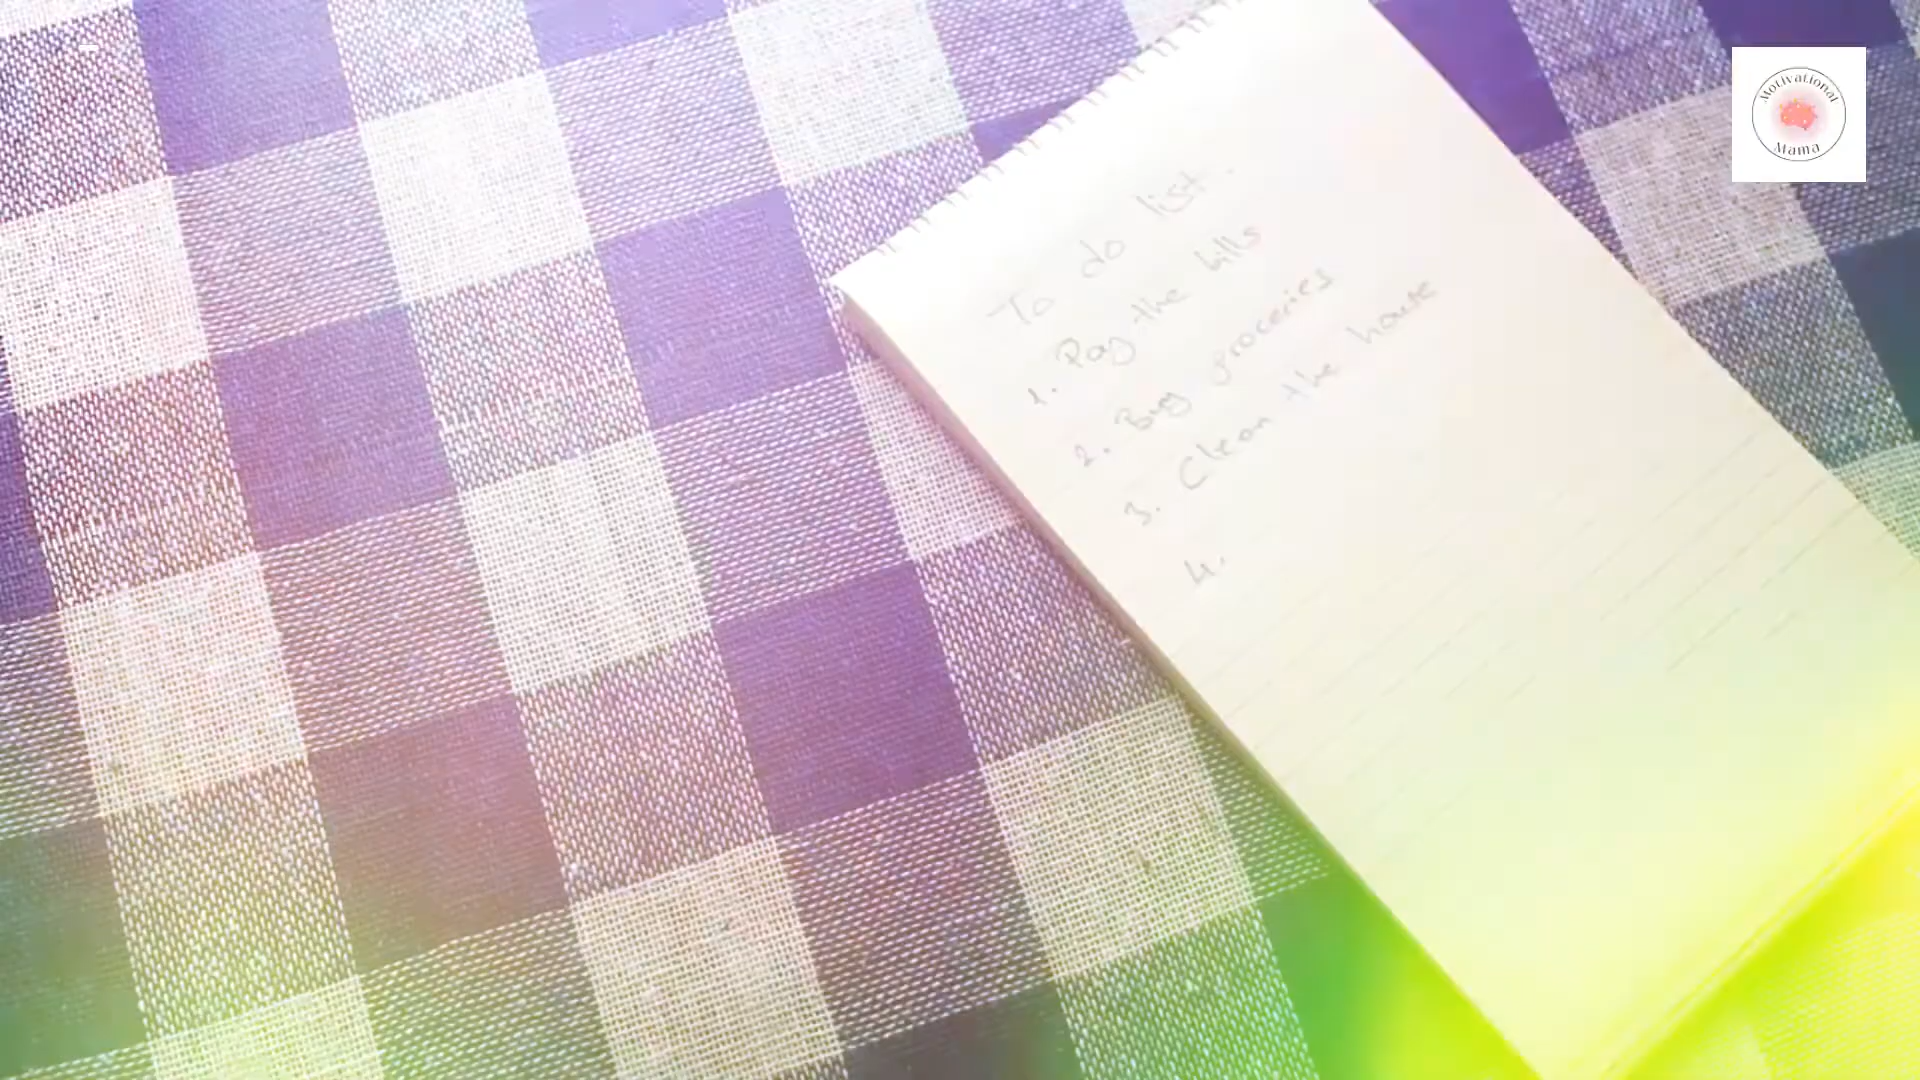 To do list.
1. Pay the bills
2. Buy groceries
3. Clean the house
4.
Motivational
Mama